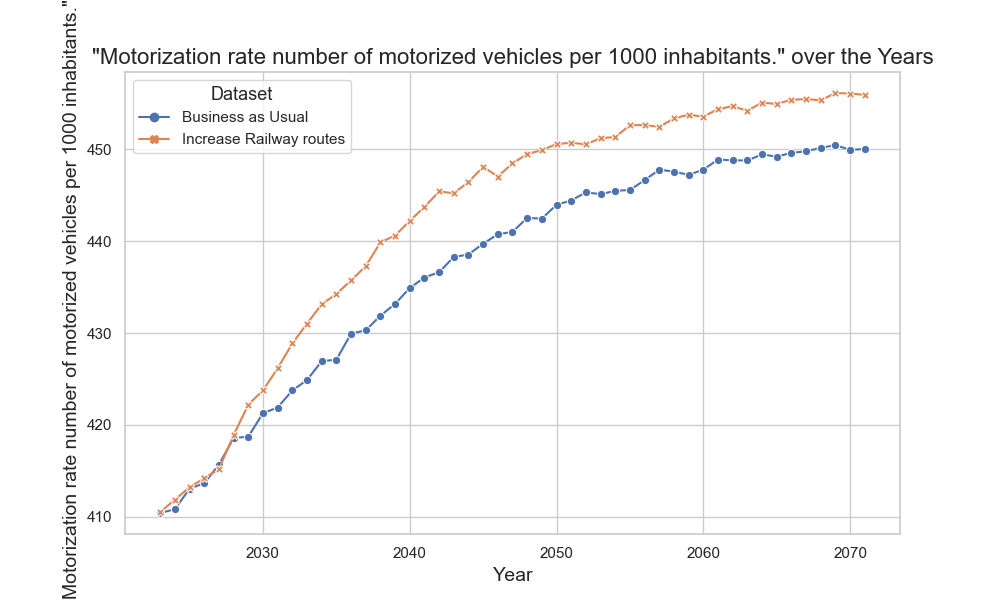 "Motorization rate number of motorized vehicles per 1000 inhabitants." over the Years
Motorization rate number of motorized vehicles per 1000 inhabitants."
Dataset
Business as Usual
Increase Railway routes
450
440
430
420
410
2030
2040
2050
2060
2070
Year